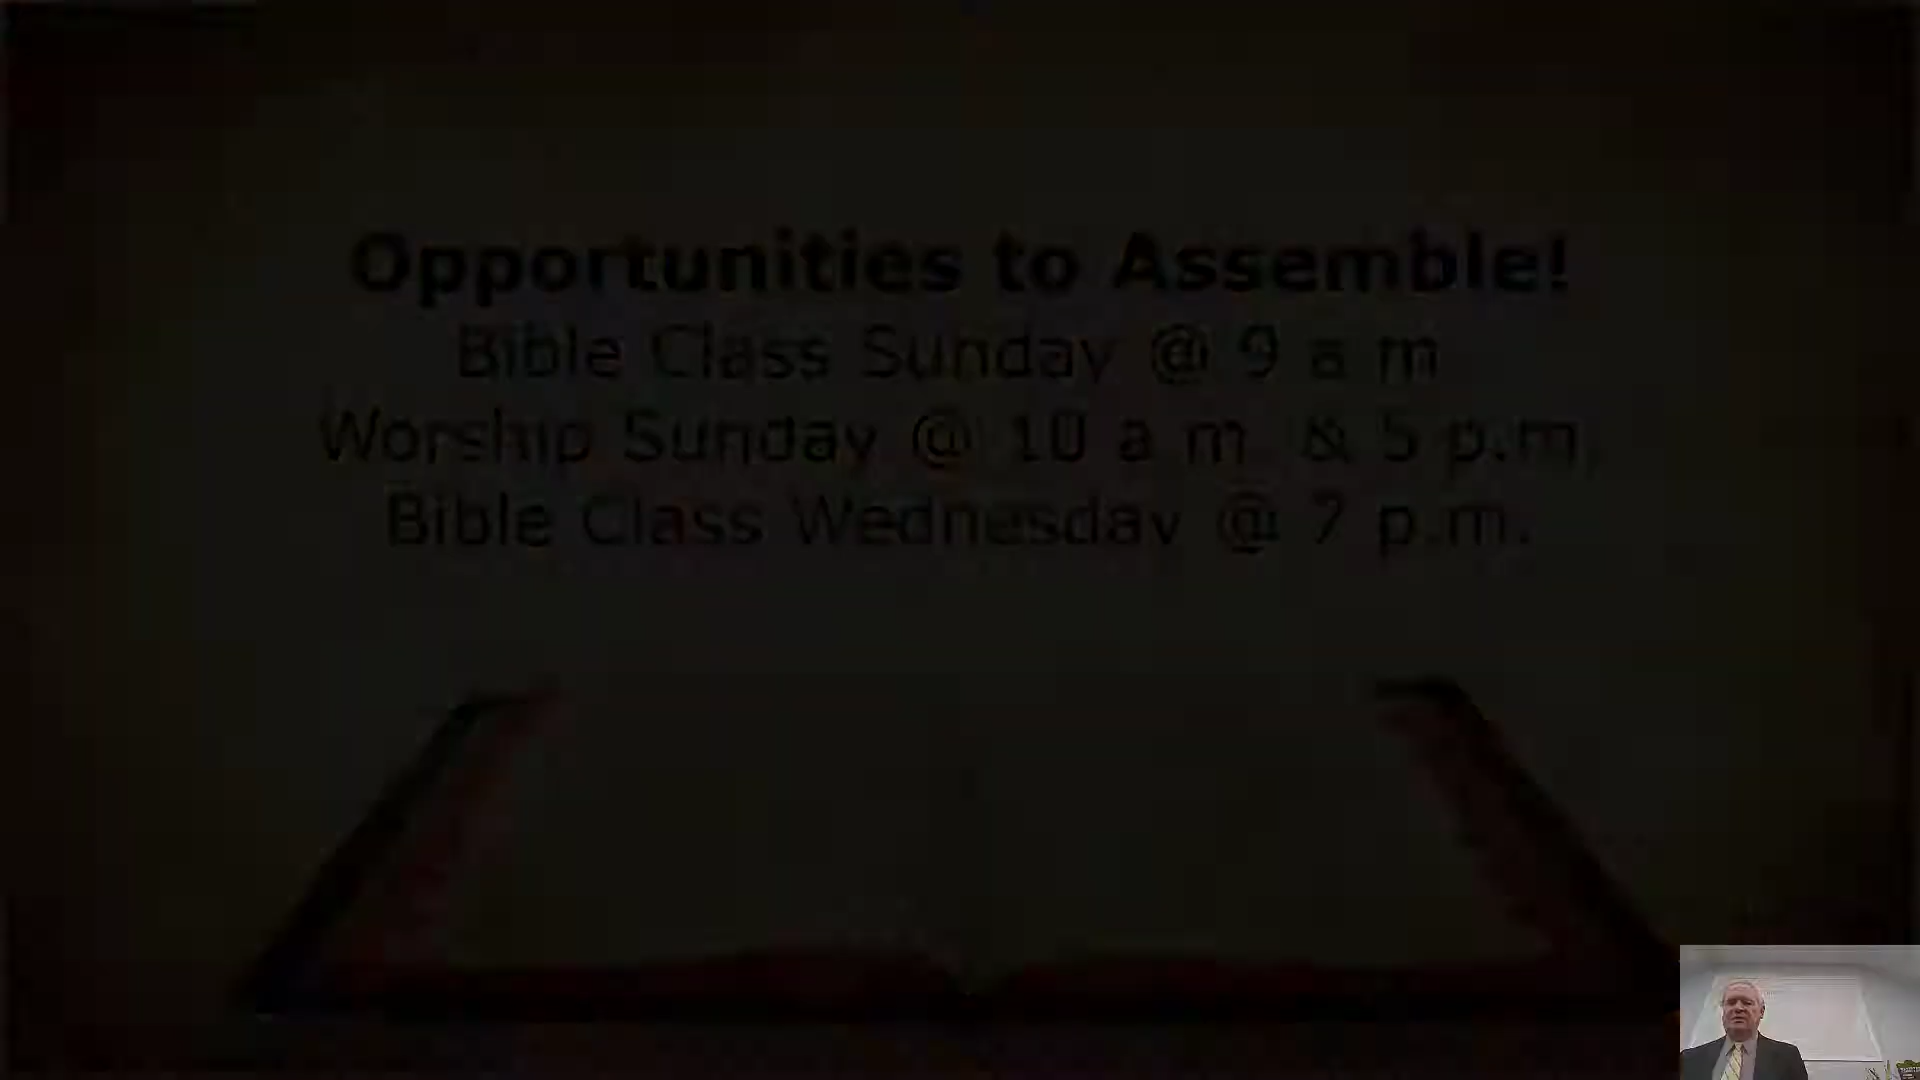 Opportunities to Assemble!
Bible Class Sunday @ 9 a m
Worship Sunday @ 10 a m & 5 p.m.
Bible Class Wednesday @ 7 p.m.